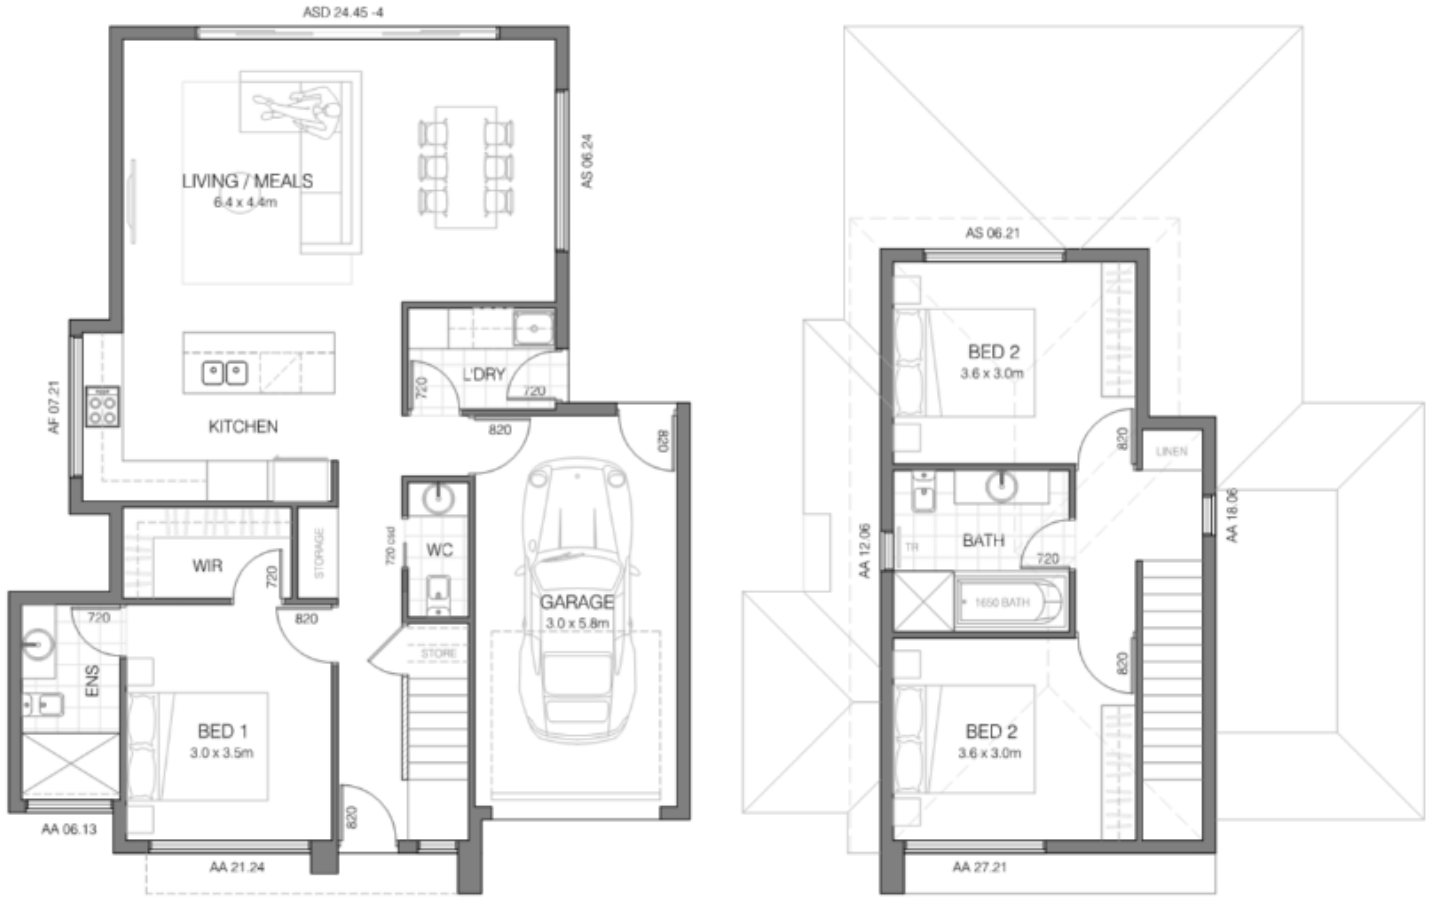 ASD 24.45 -4
AS 06.24
LIVING / MEALS
6.4 x 4.4m
AF 07.21
KITCHEN
L'DRY
720
720
820
820
WIR
720
STORAGE
720 csd
WC
GARAGE
3.0 x 5.8m
720
820
ENS
STORE
BED 1
3.0 x 3.5m
820
AA 06.13
AA 21.24
AS 06.21
BED 2
3.6 x 3.0m
820
LINEN
AA 12.06
TR
BATH
720
AA 18.06
1650 BATH
820
BED 2
3.6 x 3.0m
AA 27.21